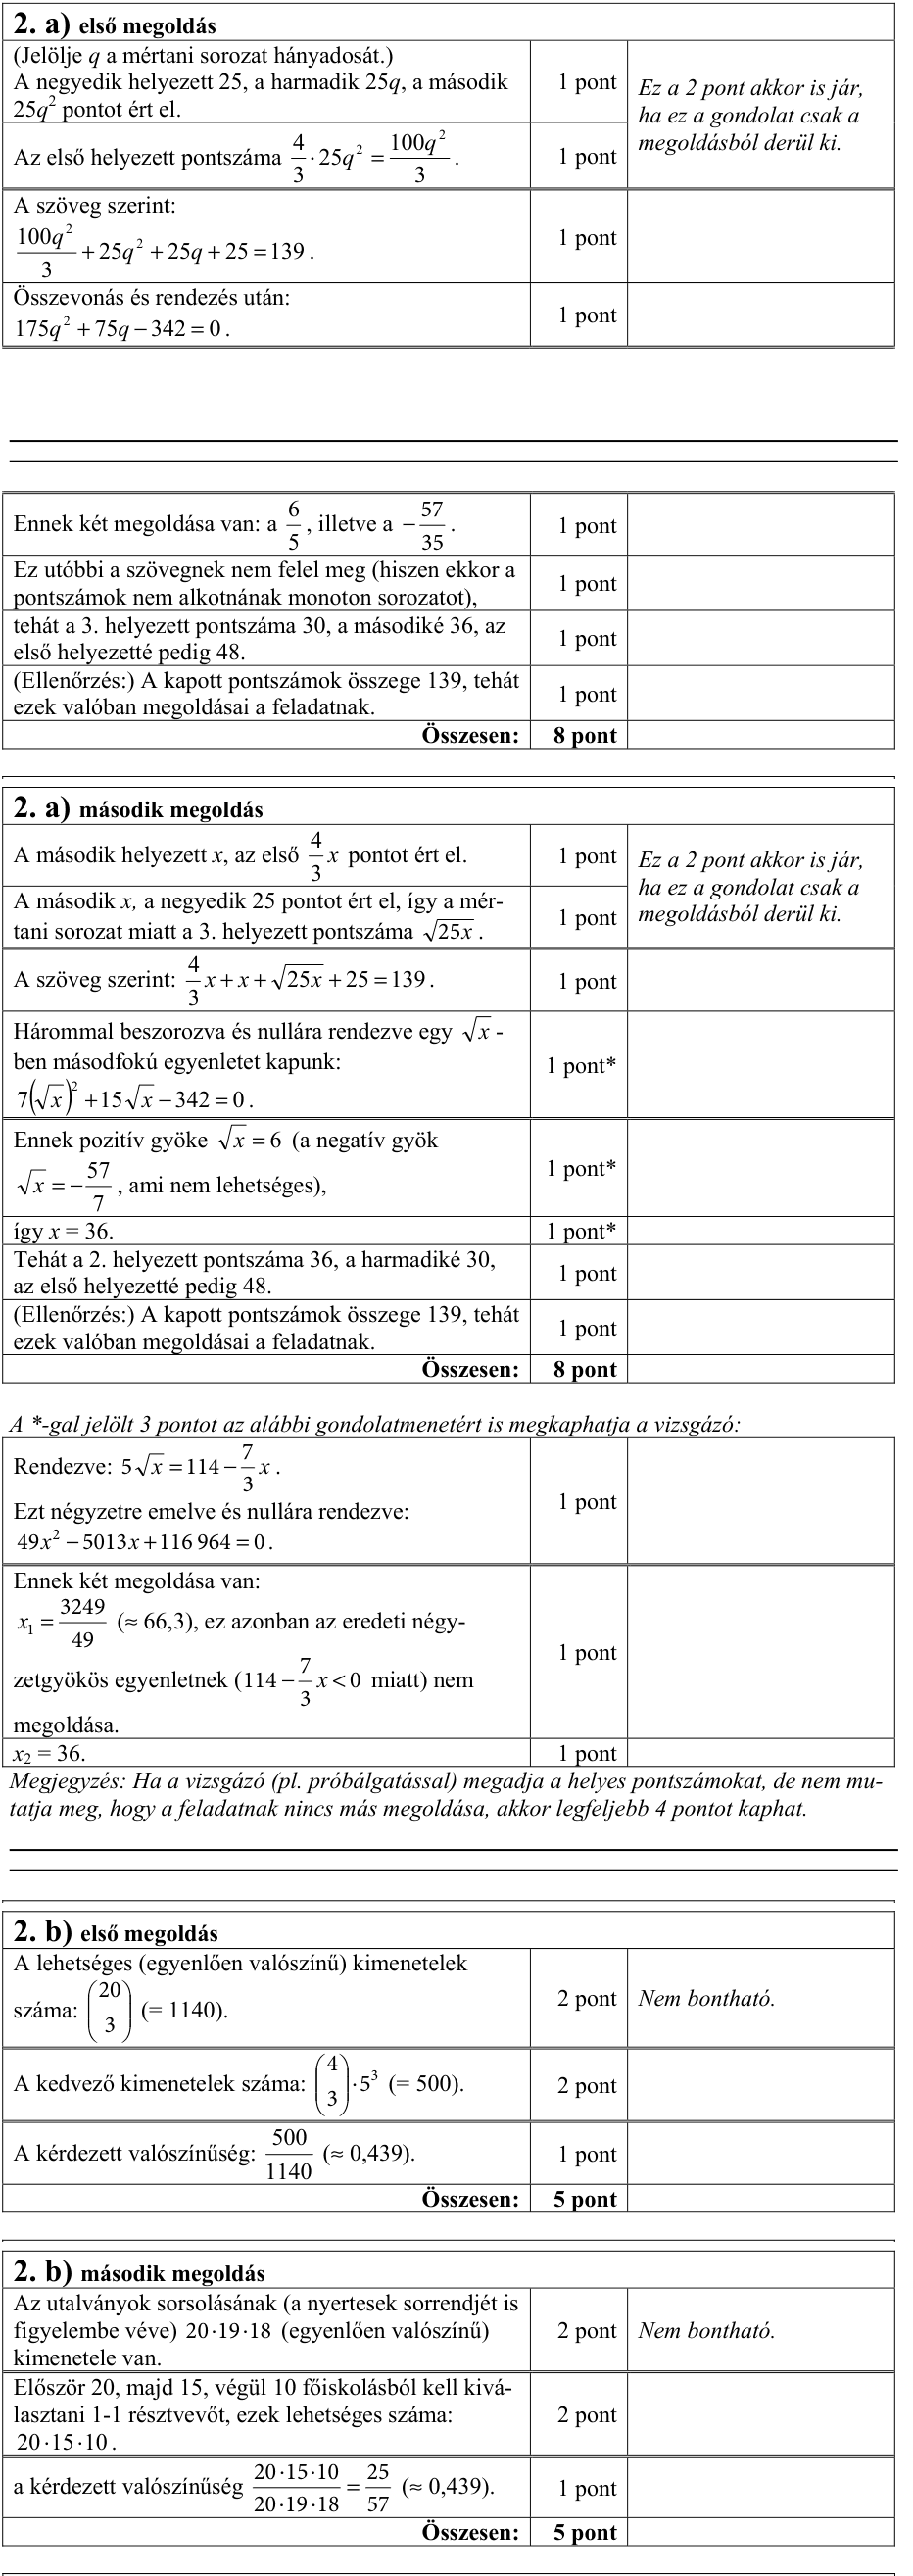 2. a) első megoldás
(Jelölje q a mértani sorozat hányadosát.)
A negyedik helyezett 25, a harmadik 25q, a második
25q² pontot ért el.
1 pont
Ez a 2 pont akkor is jár,
ha ez a gondolat csak a
megoldásból derül ki.
Az első helyezett pontszáma 4/3 · 25q² = 100q²/3 .
1 pont
A szöveg szerint:
100q²/3 + 25q² + 25q + 25 = 139 .
1 pont
Összevonás és rendezés után:
175q² + 75q − 342 = 0 .
1 pont
Ennek két megoldása van: a 6/5 , illetve a − 57/35 .
1 pont
Ez utóbbi a szövegnek nem felel meg (hiszen ekkor a
pontszámok nem alkotnának monoton sorozatot),
1 pont
tehát a 3. helyezett pontszáma 30, a másodiké 36, az
első helyezetté pedig 48.
1 pont
(Ellenőrzés:) A kapott pontszámok összege 139, tehát
ezek valóban megoldásai a feladatnak.
1 pont
Összesen: 8 pont
2. a) második megoldás
A második helyezett x, az első 4/3 x pontot ért el.
1 pont
Ez a 2 pont akkor is jár,
ha ez a gondolat csak a
megoldásból derül ki.
A második x, a negyedik 25 pontot ért el, így a mér-
tani sorozat miatt a 3. helyezett pontszáma √25x .
1 pont
A szöveg szerint: 4/3 x + x + √25x + 25 = 139 .
1 pont
Hárommal beszorozva és nullára rendezve egy √x -
ben másodfokú egyenletet kapunk:
7(√x)² + 15√x − 342 = 0 .
1 pont*
Ennek pozitív gyöke √x = 6 (a negatív gyök
√x = − 57/7 , ami nem lehetséges),
1 pont*
így x = 36.
1 pont*
Tehát a 2. helyezett pontszáma 36, a harmadiké 30,
az első helyezetté pedig 48.
1 pont
(Ellenőrzés:) A kapott pontszámok összege 139, tehát
ezek valóban megoldásai a feladatnak.
1 pont
Összesen: 8 pont
A *-gal jelölt 3 pontot az alábbi gondolatmenetért is megkaphatja a vizsgázó:
Rendezve: 5√x = 114 − 7/3 x .
Ezt négyzetre emelve és nullára rendezve:
49x² − 5013x + 116 964 = 0 .
1 pont
Ennek két megoldása van:
x₁ = 3249/49 (≈ 66,3), ez azonban az eredeti négy-
zetgyökös egyenletnek (114 − 7/3 x < 0 miatt) nem
megoldása.
1 pont
x₂ = 36.
1 pont
Megjegyzés: Ha a vizsgázó (pl. próbálgatással) megadja a helyes pontszámokat, de nem mu-
tatja meg, hogy a feladatnak nincs más megoldása, akkor legfeljebb 4 pontot kaphat.
2. b) első megoldás
A lehetséges (egyenlően valószínű) kimenetelek
száma: (20 3) (= 1140).
2 pont
Nem bontható.
A kedvező kimenetelek száma: (4 3) · 5³ (= 500).
2 pont
A kérdezett valószínűség: 500/1140 (≈ 0,439).
1 pont
Összesen: 5 pont
2. b) második megoldás
Az utalványok sorsolásának (a nyertesek sorrendjét is
figyelembe véve) 20·19·18 (egyenlően valószínű)
kimenetele van.
2 pont
Nem bontható.
Először 20, majd 15, végül 10 főiskolásból kell kivá-
lasztani 1-1 résztvevőt, ezek lehetséges száma:
20·15·10 .
2 pont
a kérdezett valószínűség 20·15·10/20·19·18 = 25/57 (≈ 0,439).
1 pont
Összesen: 5 pont